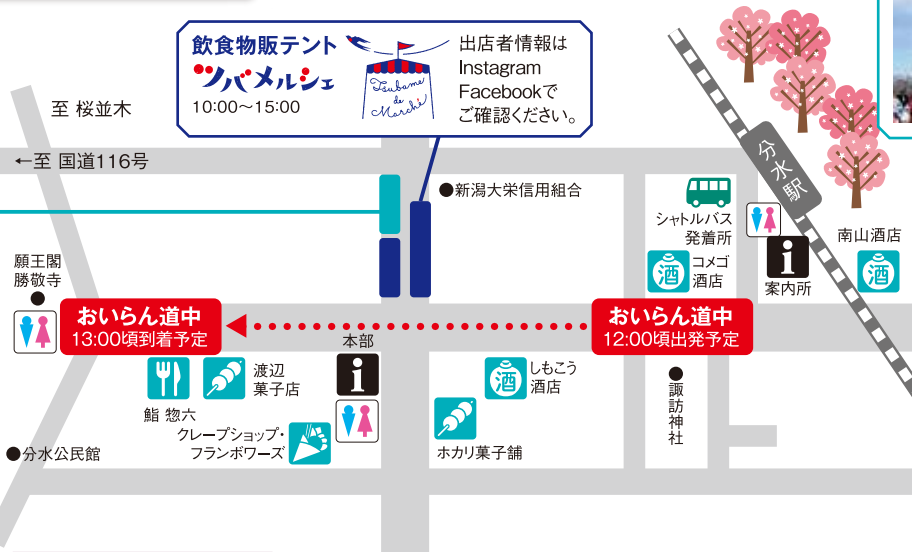 飲食物販テント
ツバメルシェ
10:00～15:00
Tsubame
de
Marché
出店者情報は
Instagram
Facebookで
ご確認ください。
至 桜並木
←至 国道116号
●新潟大栄信用組合
分水駅
シャトルバス
発着所
コメゴ
酒店
酒
案内所
南山酒店
酒
願王閣
勝敬寺
●
おいらん道中
13:00頃到着予定
おいらん道中
12:00頃出発予定
本部
鮨 惣六
渡辺
菓子店
クレープショップ・
フランボワーズ
酒
しもこう
酒店
ホカリ菓子舗
●諏訪神社
●分水公民館